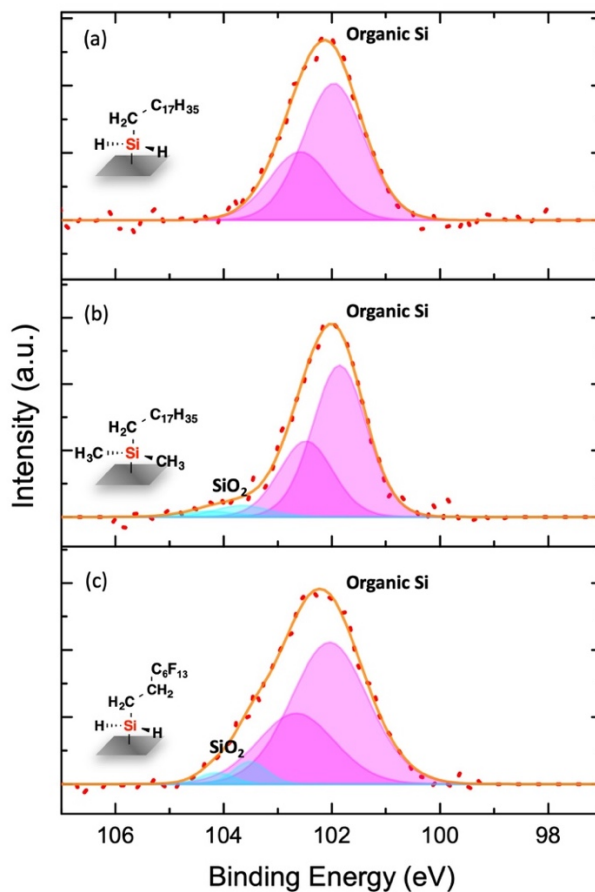 (a)
Organic Si
C17H35
H2C
H Si H
(b)
Organic Si
C17H35
H2C
H3C Si CH3
SiO2
(c)
Organic Si
C6F13
CH2
H2C
H Si H
SiO2
Intensity (a.u.)
106 104 102 100 98
Binding Energy (eV)